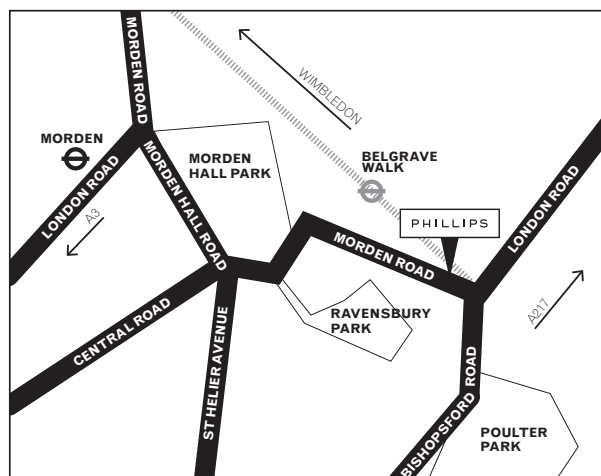 MORDEN ROAD
WIMBLEDON
MORDEN
LONDON ROAD
MORDEN HALL ROAD
MORDEN
HALL PARK
BELGRAVE
WALK
LONDON ROAD
A3
PHILLIPS
MORDEN ROAD
RAVENSBURY
PARK
A217
CENTRAL ROAD
ST HELIER AVENUE
BISHOPSFORD ROAD
POULTER
PARK